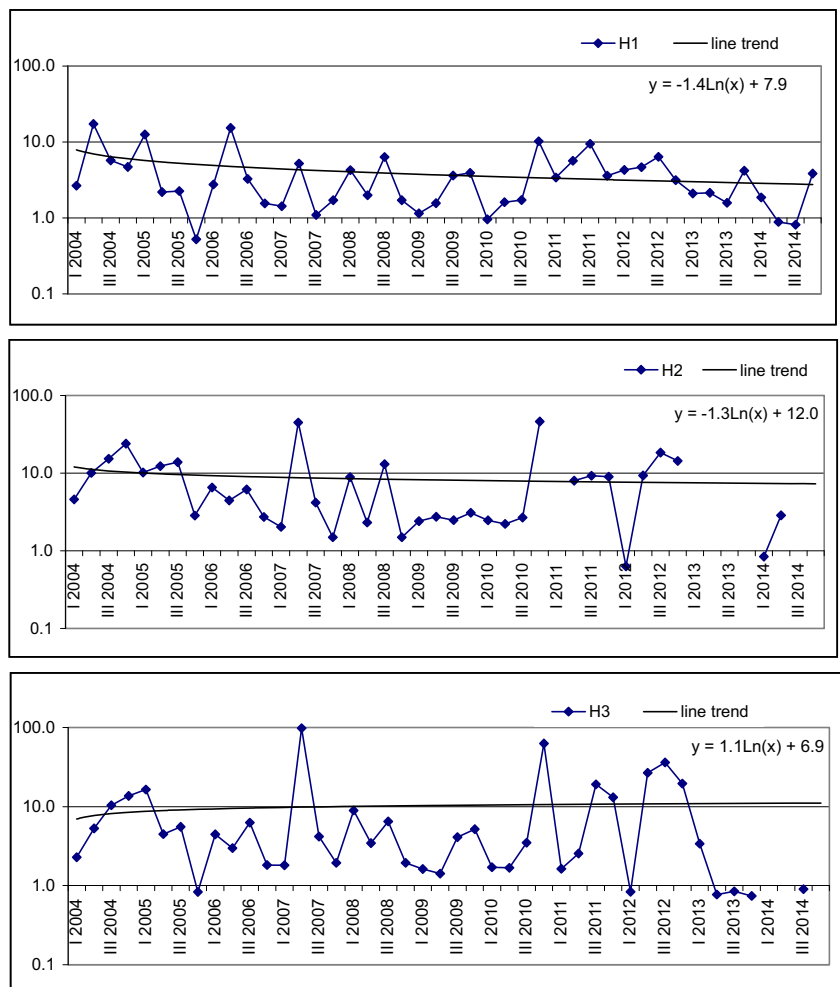 H1 line trend
100.0
y = -1.4Ln(x) + 7.9
10.0
1.0
0.1
I 2004 III 2004 I 2005 III 2005 I 2006 III 2006 I 2007 III 2007 I 2008 III 2008 I 2009 III 2009 I 2010 III 2010 I 2011 III 2011 I 2012 III 2012 I 2013 III 2013 I 2014 III 2014
H2 line trend
100.0
y = -1.3Ln(x) + 12.0
10.0
1.0
0.1
I 2004 III 2004 I 2005 III 2005 I 2006 III 2006 I 2007 III 2007 I 2008 III 2008 I 2009 III 2009 I 2010 III 2010 I 2011 III 2011 I 2012 III 2012 I 2013 III 2013 I 2014 III 2014
H3 line trend
100.0
y = 1.1Ln(x) + 6.9
10.0
1.0
0.1
I 2004 III 2004 I 2005 III 2005 I 2006 III 2006 I 2007 III 2007 I 2008 III 2008 I 2009 III 2009 I 2010 III 2010 I 2011 III 2011 I 2012 III 2012 I 2013 III 2013 I 2014 III 2014